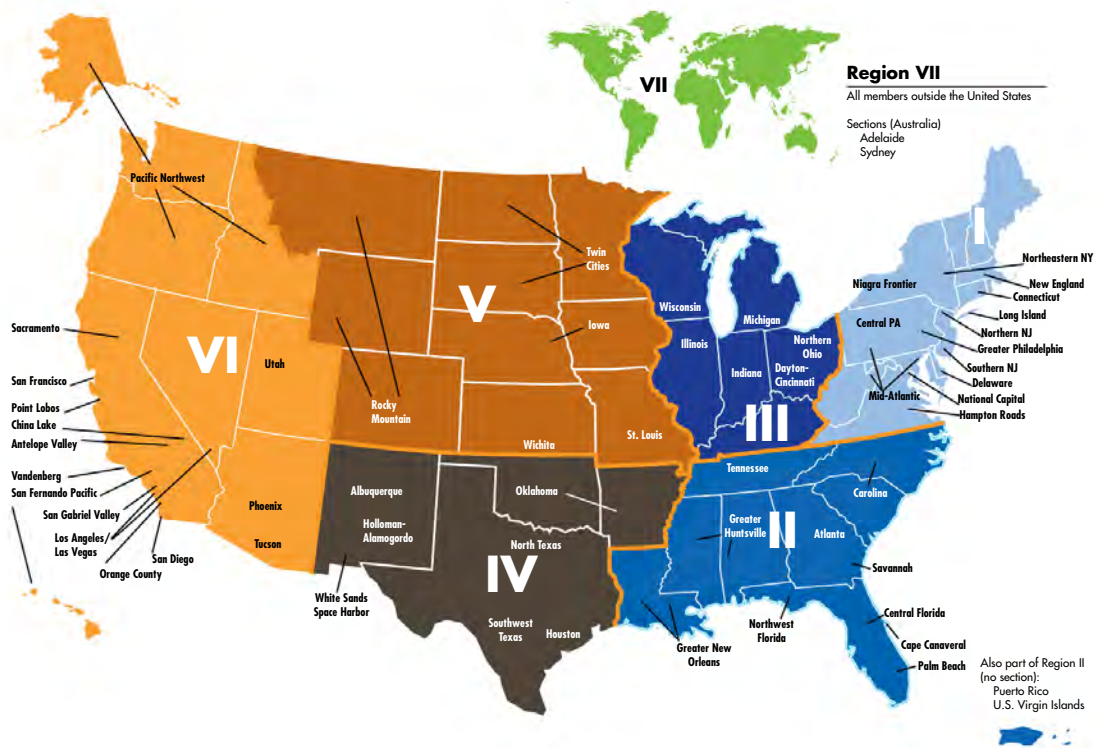 VII
Region VII
All members outside the United States
Sections (Australia)
Adelaide
Sydney
Pacific Northwest
I
Northeastern NY
New England
Connecticut
Long Island
Northern NJ
Greater Philadelphia
Southern NJ
Delaware
National Capital
Hampton Roads
Niagra Frontier
Central PA
Mid-Atlantic
Twin
Cities
V
Iowa
Rocky
Mountain
Wichita
St. Louis
Wisconsin
Michigan
Illinois
Northern
Ohio
Indiana
Dayton-
Cincinnati
III
Sacramento
VI
Utah
San Francisco
Point Lobos
China Lake
Antelope Valley
Vandenberg
San Fernando Pacific
San Gabriel Valley
Los Angeles/
Las Vegas
Orange County
San Diego
Phoenix
Tucson
Albuquerque
Holloman-
Alamogordo
White Sands
Space Harbor
Oklahoma
North Texas
IV
Southwest
Texas
Houston
Tennessee
Carolina
Greater
Huntsville
II
Atlanta
Savannah
Northwest
Florida
Greater New
Orleans
Central Florida
Cape Canaveral
Palm Beach
Also part of Region II
(no section):
Puerto Rico
U.S. Virgin Islands